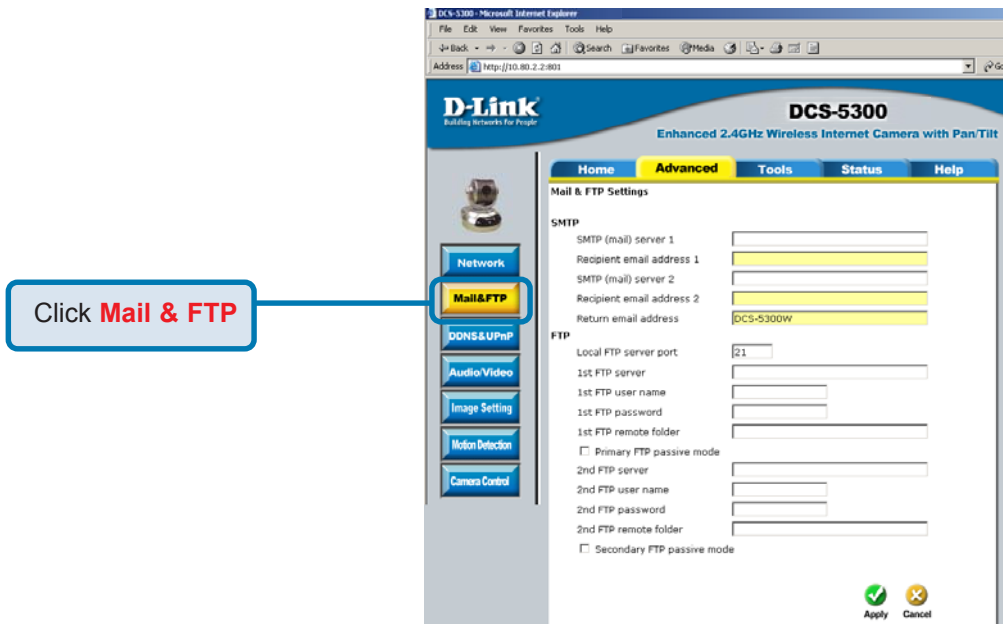 DCS-5300 - Microsoft Internet Explorer
File Edit View Favorites Tools Help
Back Search Favorites Media
Address http://10.80.2.2:801 Go
D-Link
Building Networks For People
DCS-5300
Enhanced 2.4GHz Wireless Internet Camera with Pan/Tilt
Home Advanced Tools Status Help
Network
Mail&FTP
DDNS&UPnP
Audio/Video
Image Setting
Motion Detection
Camera Control
Click Mail & FTP
Mail & FTP Settings
SMTP
SMTP (mail) server 1
Recipient email address 1
SMTP (mail) server 2
Recipient email address 2
Return email address DCS-5300W
FTP
Local FTP server port 21
1st FTP server
1st FTP user name
1st FTP password
1st FTP remote folder
Primary FTP passive mode
2nd FTP server
2nd FTP user name
2nd FTP password
2nd FTP remote folder
Secondary FTP passive mode
Apply Cancel